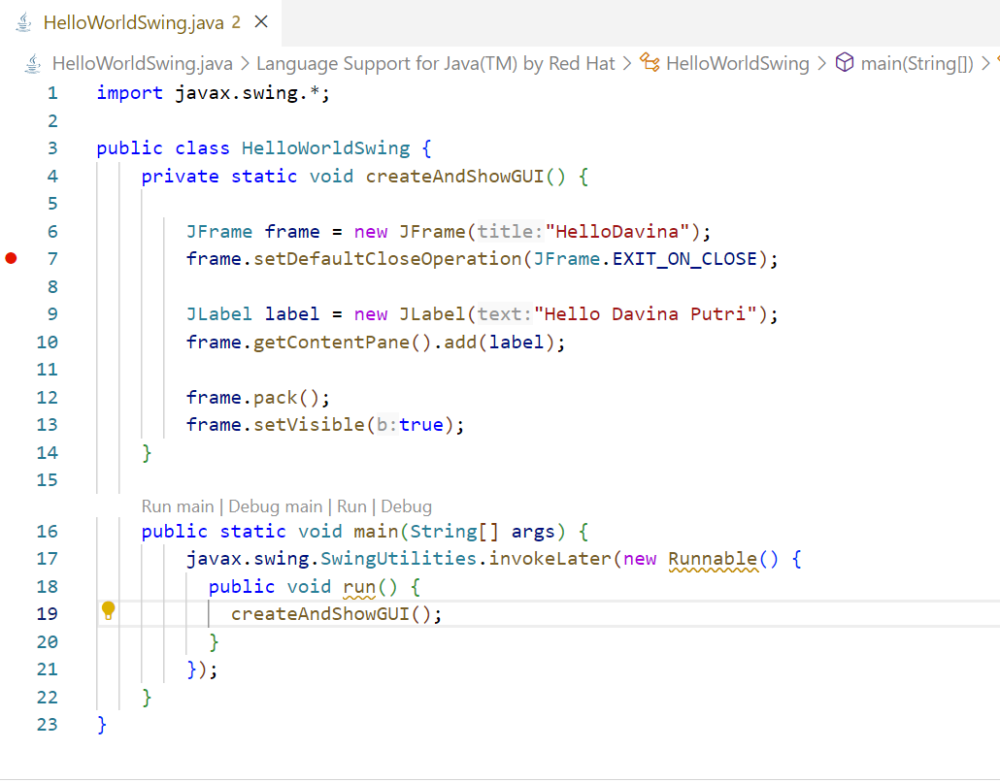 HelloWorldSwing.java 2
HelloWorldSwing.java > Language Support for Java(TM) by Red Hat > HelloWorldSwing > main(String[]) >
1 import javax.swing.*;
2
3 public class HelloWorldSwing {
4 private static void createAndShowGUI() {
5
6 JFrame frame = new JFrame(title:"HelloDavina");
7 frame.setDefaultCloseOperation(JFrame.EXIT_ON_CLOSE);
8
9 JLabel label = new JLabel(text:"Hello Davina Putri");
10 frame.getContentPane().add(label);
11
12 frame.pack();
13 frame.setVisible(b:true);
14 }
15
Run main | Debug main | Run | Debug
16 public static void main(String[] args) {
17 javax.swing.SwingUtilities.invokeLater(new Runnable() {
18 public void run() {
19 createAndShowGUI();
20 }
21 });
22 }
23 }